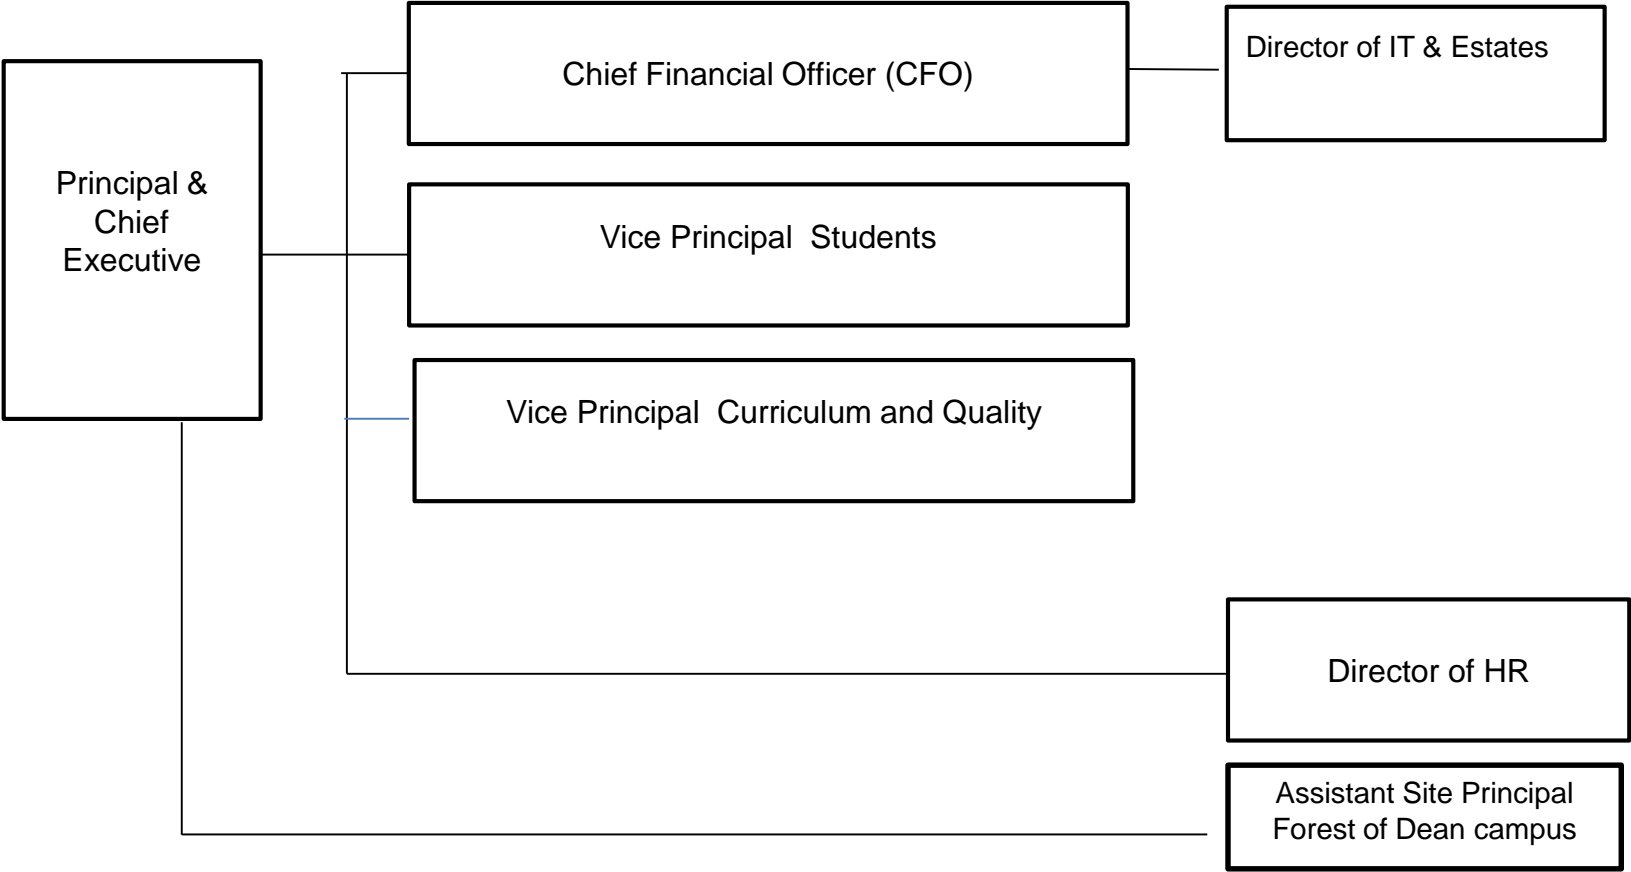 Chief Financial Officer (CFO)
Director of IT & Estates
Principal &
Chief
Executive
Vice Principal  Students
Vice Principal  Curriculum and Quality
Director of HR
Assistant Site Principal
Forest of Dean campus